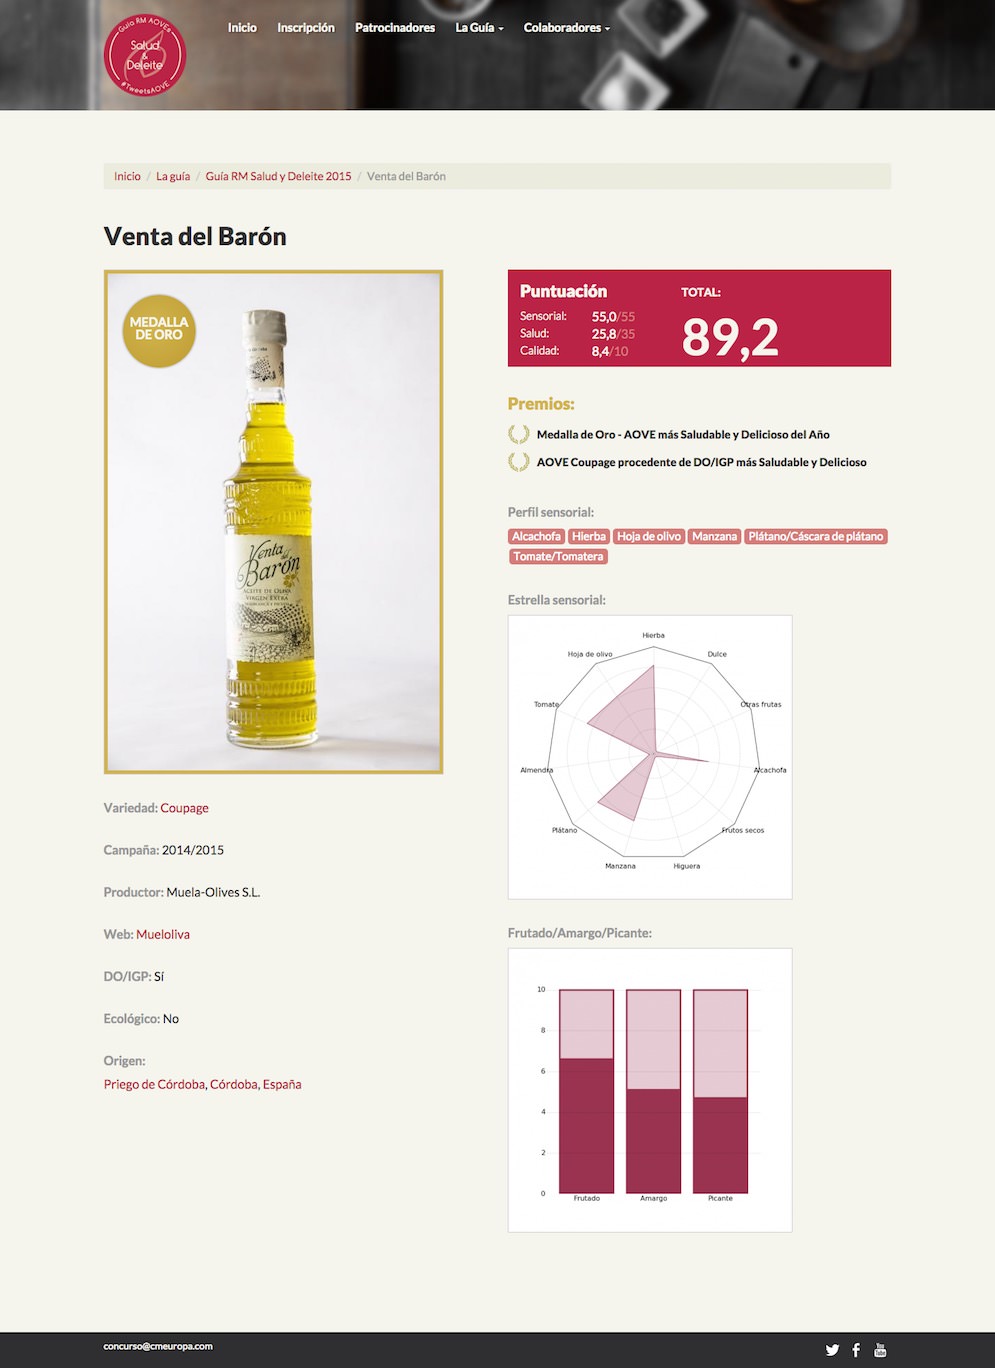 Guía RM AOVEs
Salud
&
Deleite
#TweetsAOVE
Inicio
Inscripción
Patrocinadores
La Guía
Colaboradores
Inicio / La guía / Guía RM Salud y Deleite 2015 / Venta del Barón
Venta del Barón
MEDALLA
DE ORO
Venta
del
Barón
ACEITE DE OLIVA
VIRGEN EXTRA
Variedad: Coupage
Campaña: 2014/2015
Productor: Muela-Olives S.L.
Web: Mueloliva
DO/IGP: Sí
Ecológico: No
Origen:
Priego de Córdoba, Córdoba, España
Puntuación
Sensorial: 55,0/55
Salud: 25,8/35
Calidad: 8,4/10
TOTAL:
89,2
Premios:
Medalla de Oro - AOVE más Saludable y Delicioso del Año
AOVE Coupage procedente de DO/IGP más Saludable y Delicioso
Perfil sensorial:
Alcachofa Hierba Hoja de olivo Manzana Plátano/Cáscara de plátano
Tomate/Tomatera
Estrella sensorial:
Hierba
Hoja de olivo
Dulce
Tomate
Otras frutas
Almendra
Alcachofa
Plátano
Frutos secos
Manzana
Higuera
Frutado/Amargo/Picante:
10
8
6
4
2
0
Frutado
Amargo
Picante
concurso@cmeuropa.com
You
Tube